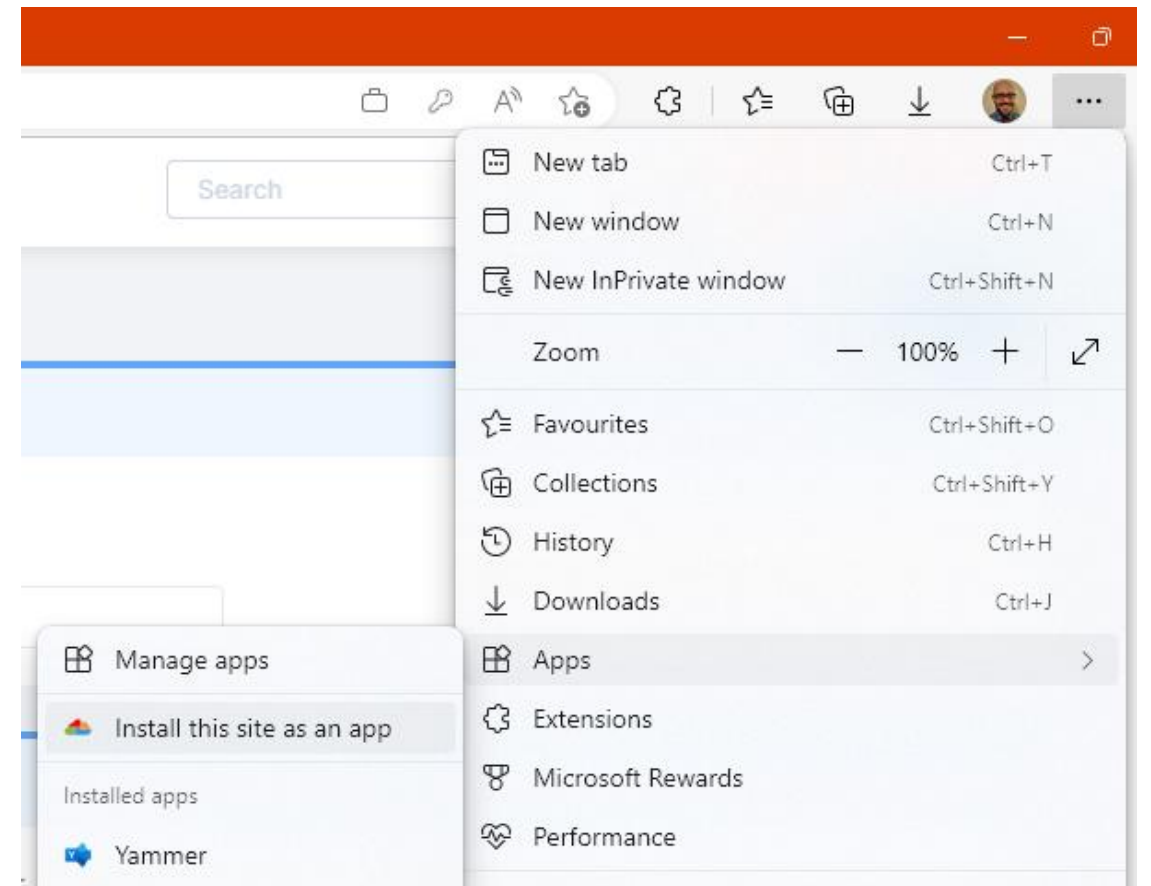 Search
New tab Ctrl+T
New window Ctrl+N
New InPrivate window Ctrl+Shift+N
Zoom 100%
Favourites Ctrl+Shift+O
Collections Ctrl+Shift+Y
History Ctrl+H
Downloads Ctrl+J
Apps
Extensions
Microsoft Rewards
Performance
Manage apps
Install this site as an app
Installed apps
Yammer